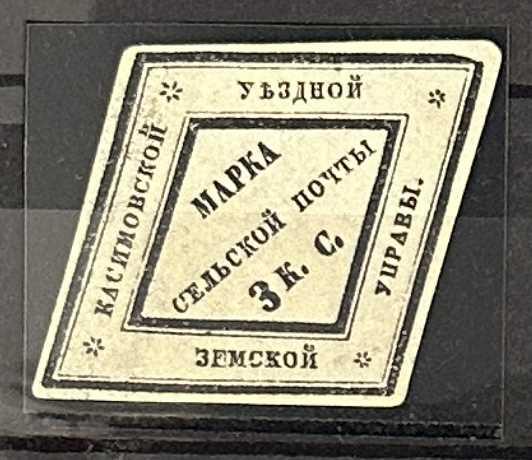 КАСИМОВСКОЙ
УѢЗДНОЙ
ЗЕМСКОЙ
УПРАВЫ.
МАРКА
СЕЛЬСКОЙ ПОЧТЫ
3 К. С.